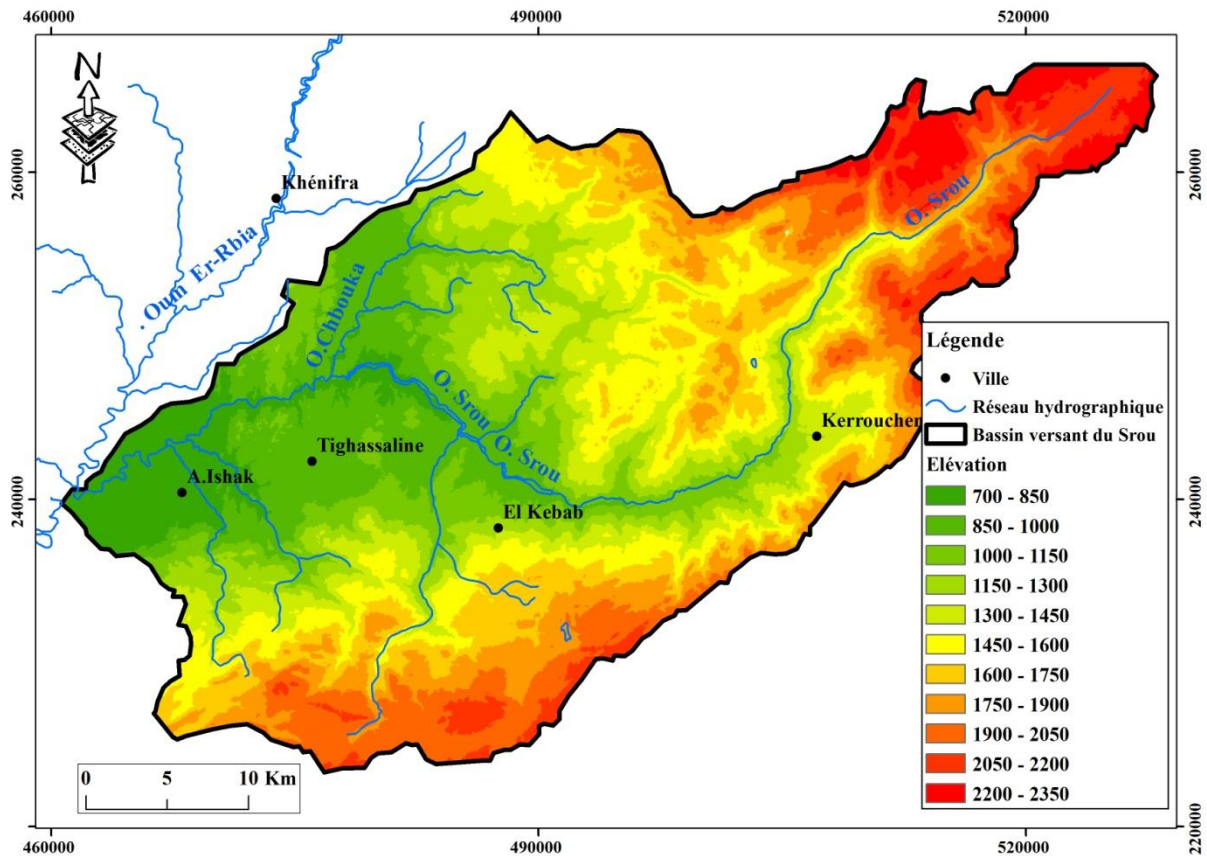 460000
490000
520000
N
260000
260000
Khénifra
. Oum Er-Rbia
O. Srou
O.Chbouka
O. Srou
O. Srou
Kerrouchen
Tighassaline
A.Ishak
El Kebab
240000
240000
220000
Légende
Ville
Réseau hydrographique
Bassin versant du Srou
Elévation
700 - 850
850 - 1000
1000 - 1150
1150 - 1300
1300 - 1450
1450 - 1600
1600 - 1750
1750 - 1900
1900 - 2050
2050 - 2200
2200 - 2350
0 5 10 Km
460000
490000
520000